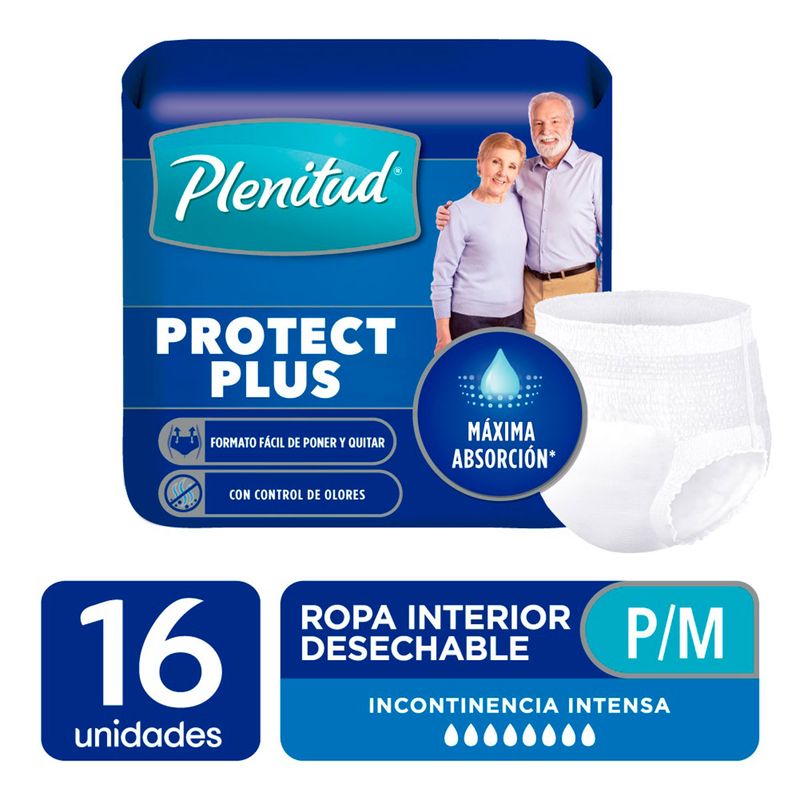 Plenitud®
PROTECT
PLUS
FORMATO FÁCIL DE PONER Y QUITAR
CON CONTROL DE OLORES
MÁXIMA
ABSORCIÓN*
16
unidades
ROPA INTERIOR
DESECHABLE
P/M
INCONTINENCIA INTENSA